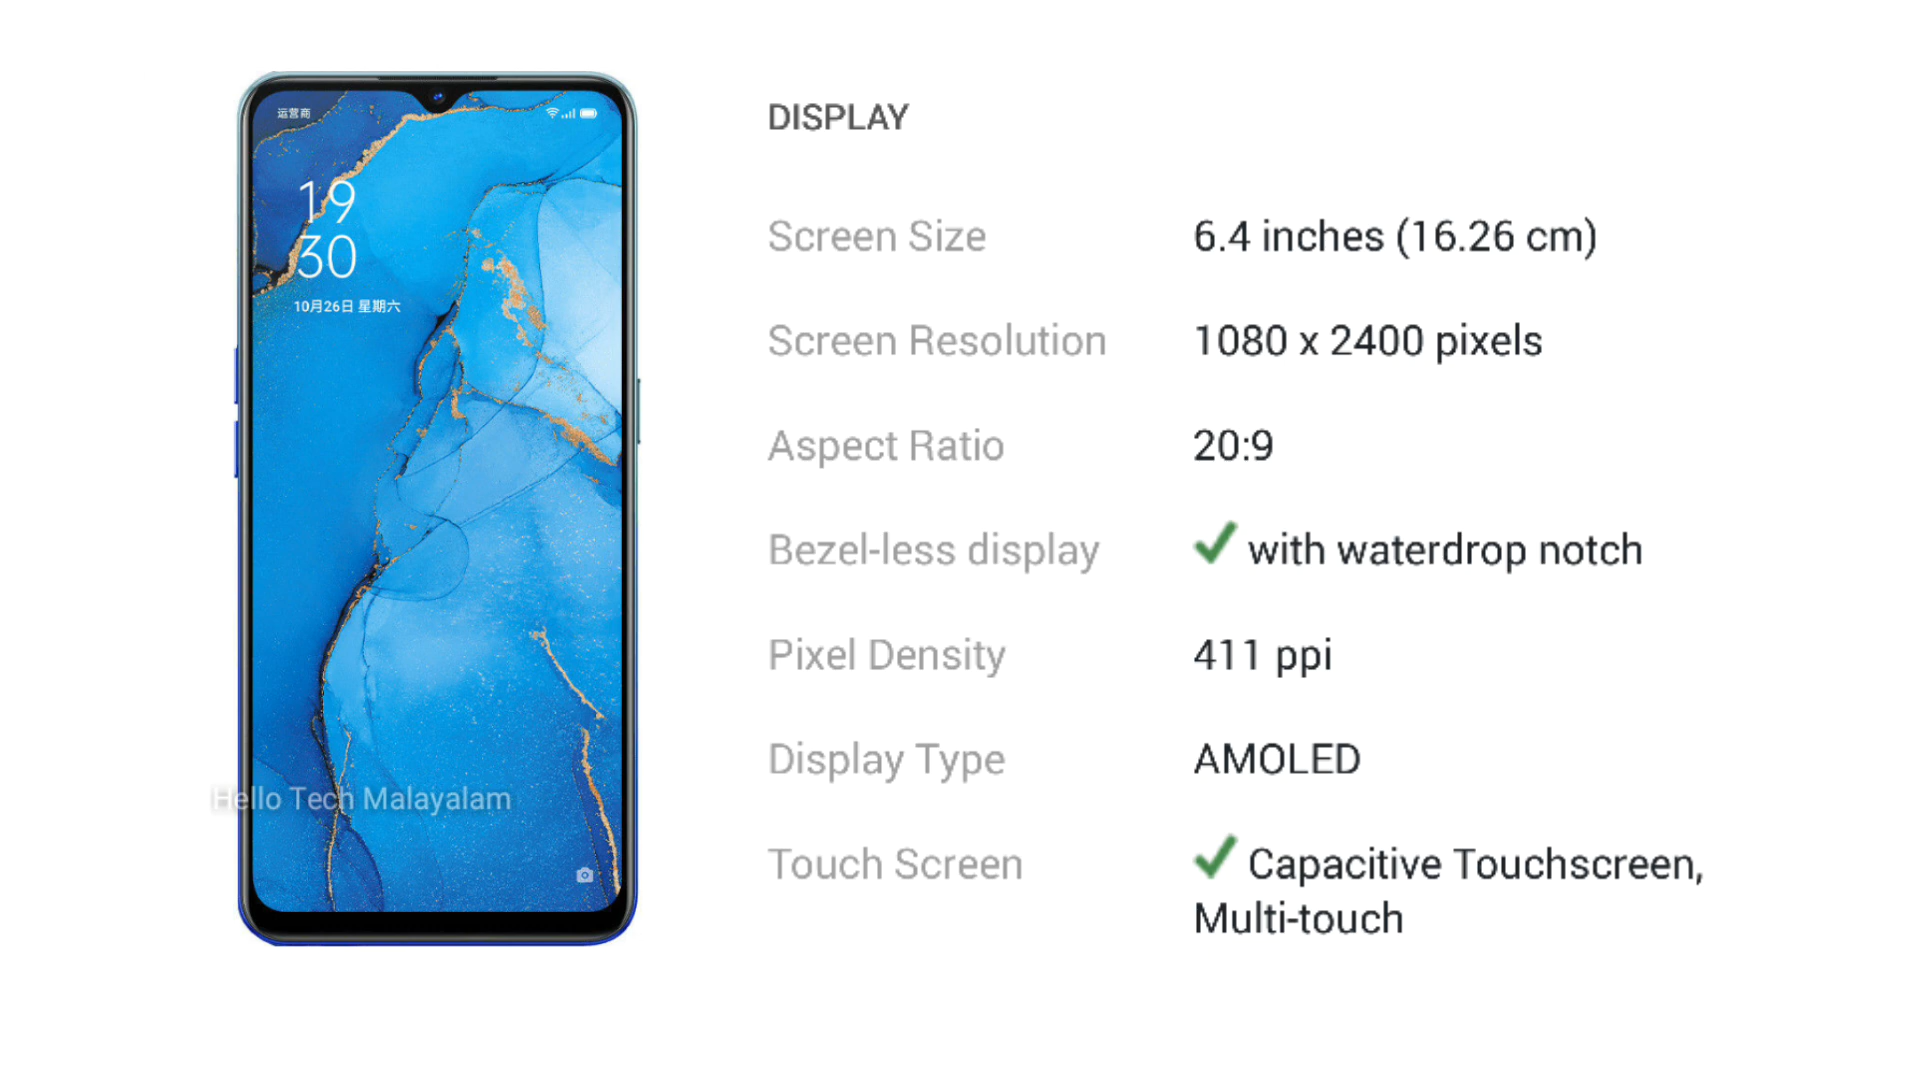 运营商
19
30
10月26日 星期六
Hello Tech Malayalam
DISPLAY
Screen Size 6.4 inches (16.26 cm)
Screen Resolution 1080 x 2400 pixels
Aspect Ratio 20:9
Bezel-less display ✔ with waterdrop notch
Pixel Density 411 ppi
Display Type AMOLED
Touch Screen ✔ Capacitive Touchscreen,
Multi-touch